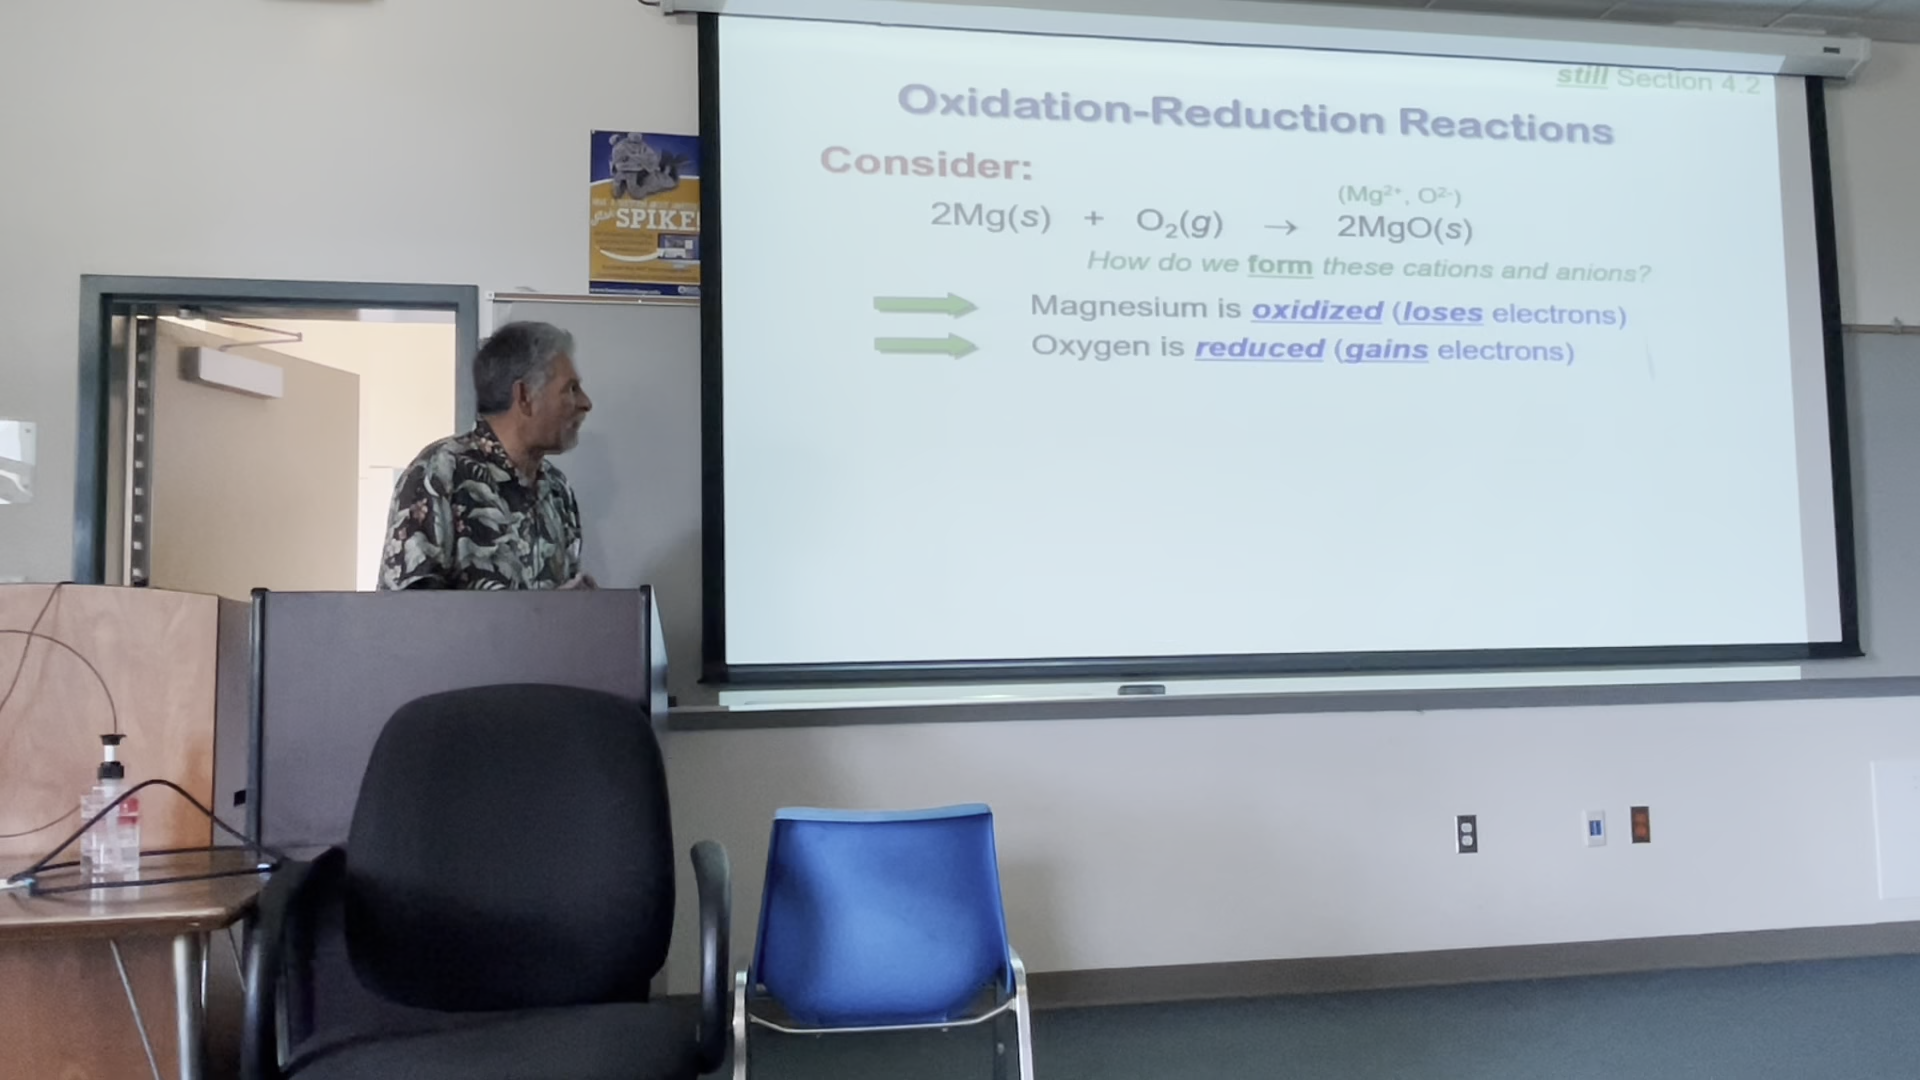 still Section 4.2
Oxidation-Reduction Reactions
Consider:
(Mg²⁺, O²⁻)
2Mg(s) + O₂(g) → 2MgO(s)
How do we form these cations and anions?
Magnesium is oxidized (loses electrons)
Oxygen is reduced (gains electrons)
SPIKE!